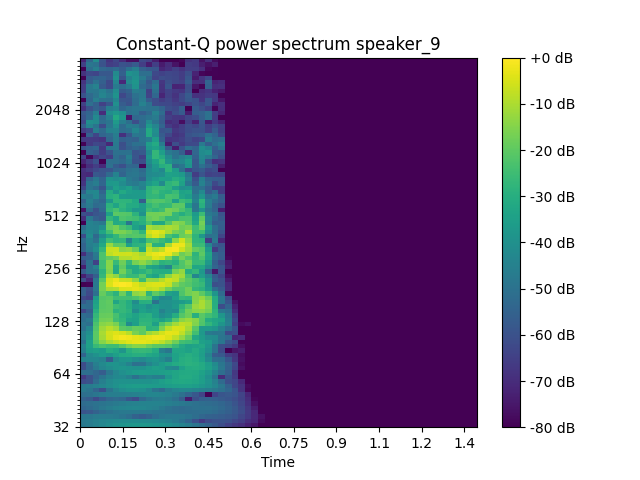 Constant-Q power spectrum speaker_9
Hz
2048
1024
512
256
128
64
32
0 0.15 0.3 0.45 0.6 0.75 0.9 1.1 1.2 1.4
Time
+0 dB
-10 dB
-20 dB
-30 dB
-40 dB
-50 dB
-60 dB
-70 dB
-80 dB